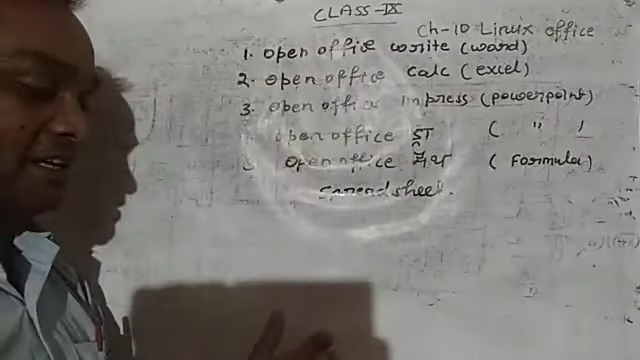 CLASS-IX
Ch-10 Linux office
1. open office write (word)
2. open office calc (excel)
3. open office Impress (powerpoint)
open office ड्रा ( " )
open office मैथ ( Formula)
Spreadsheet.